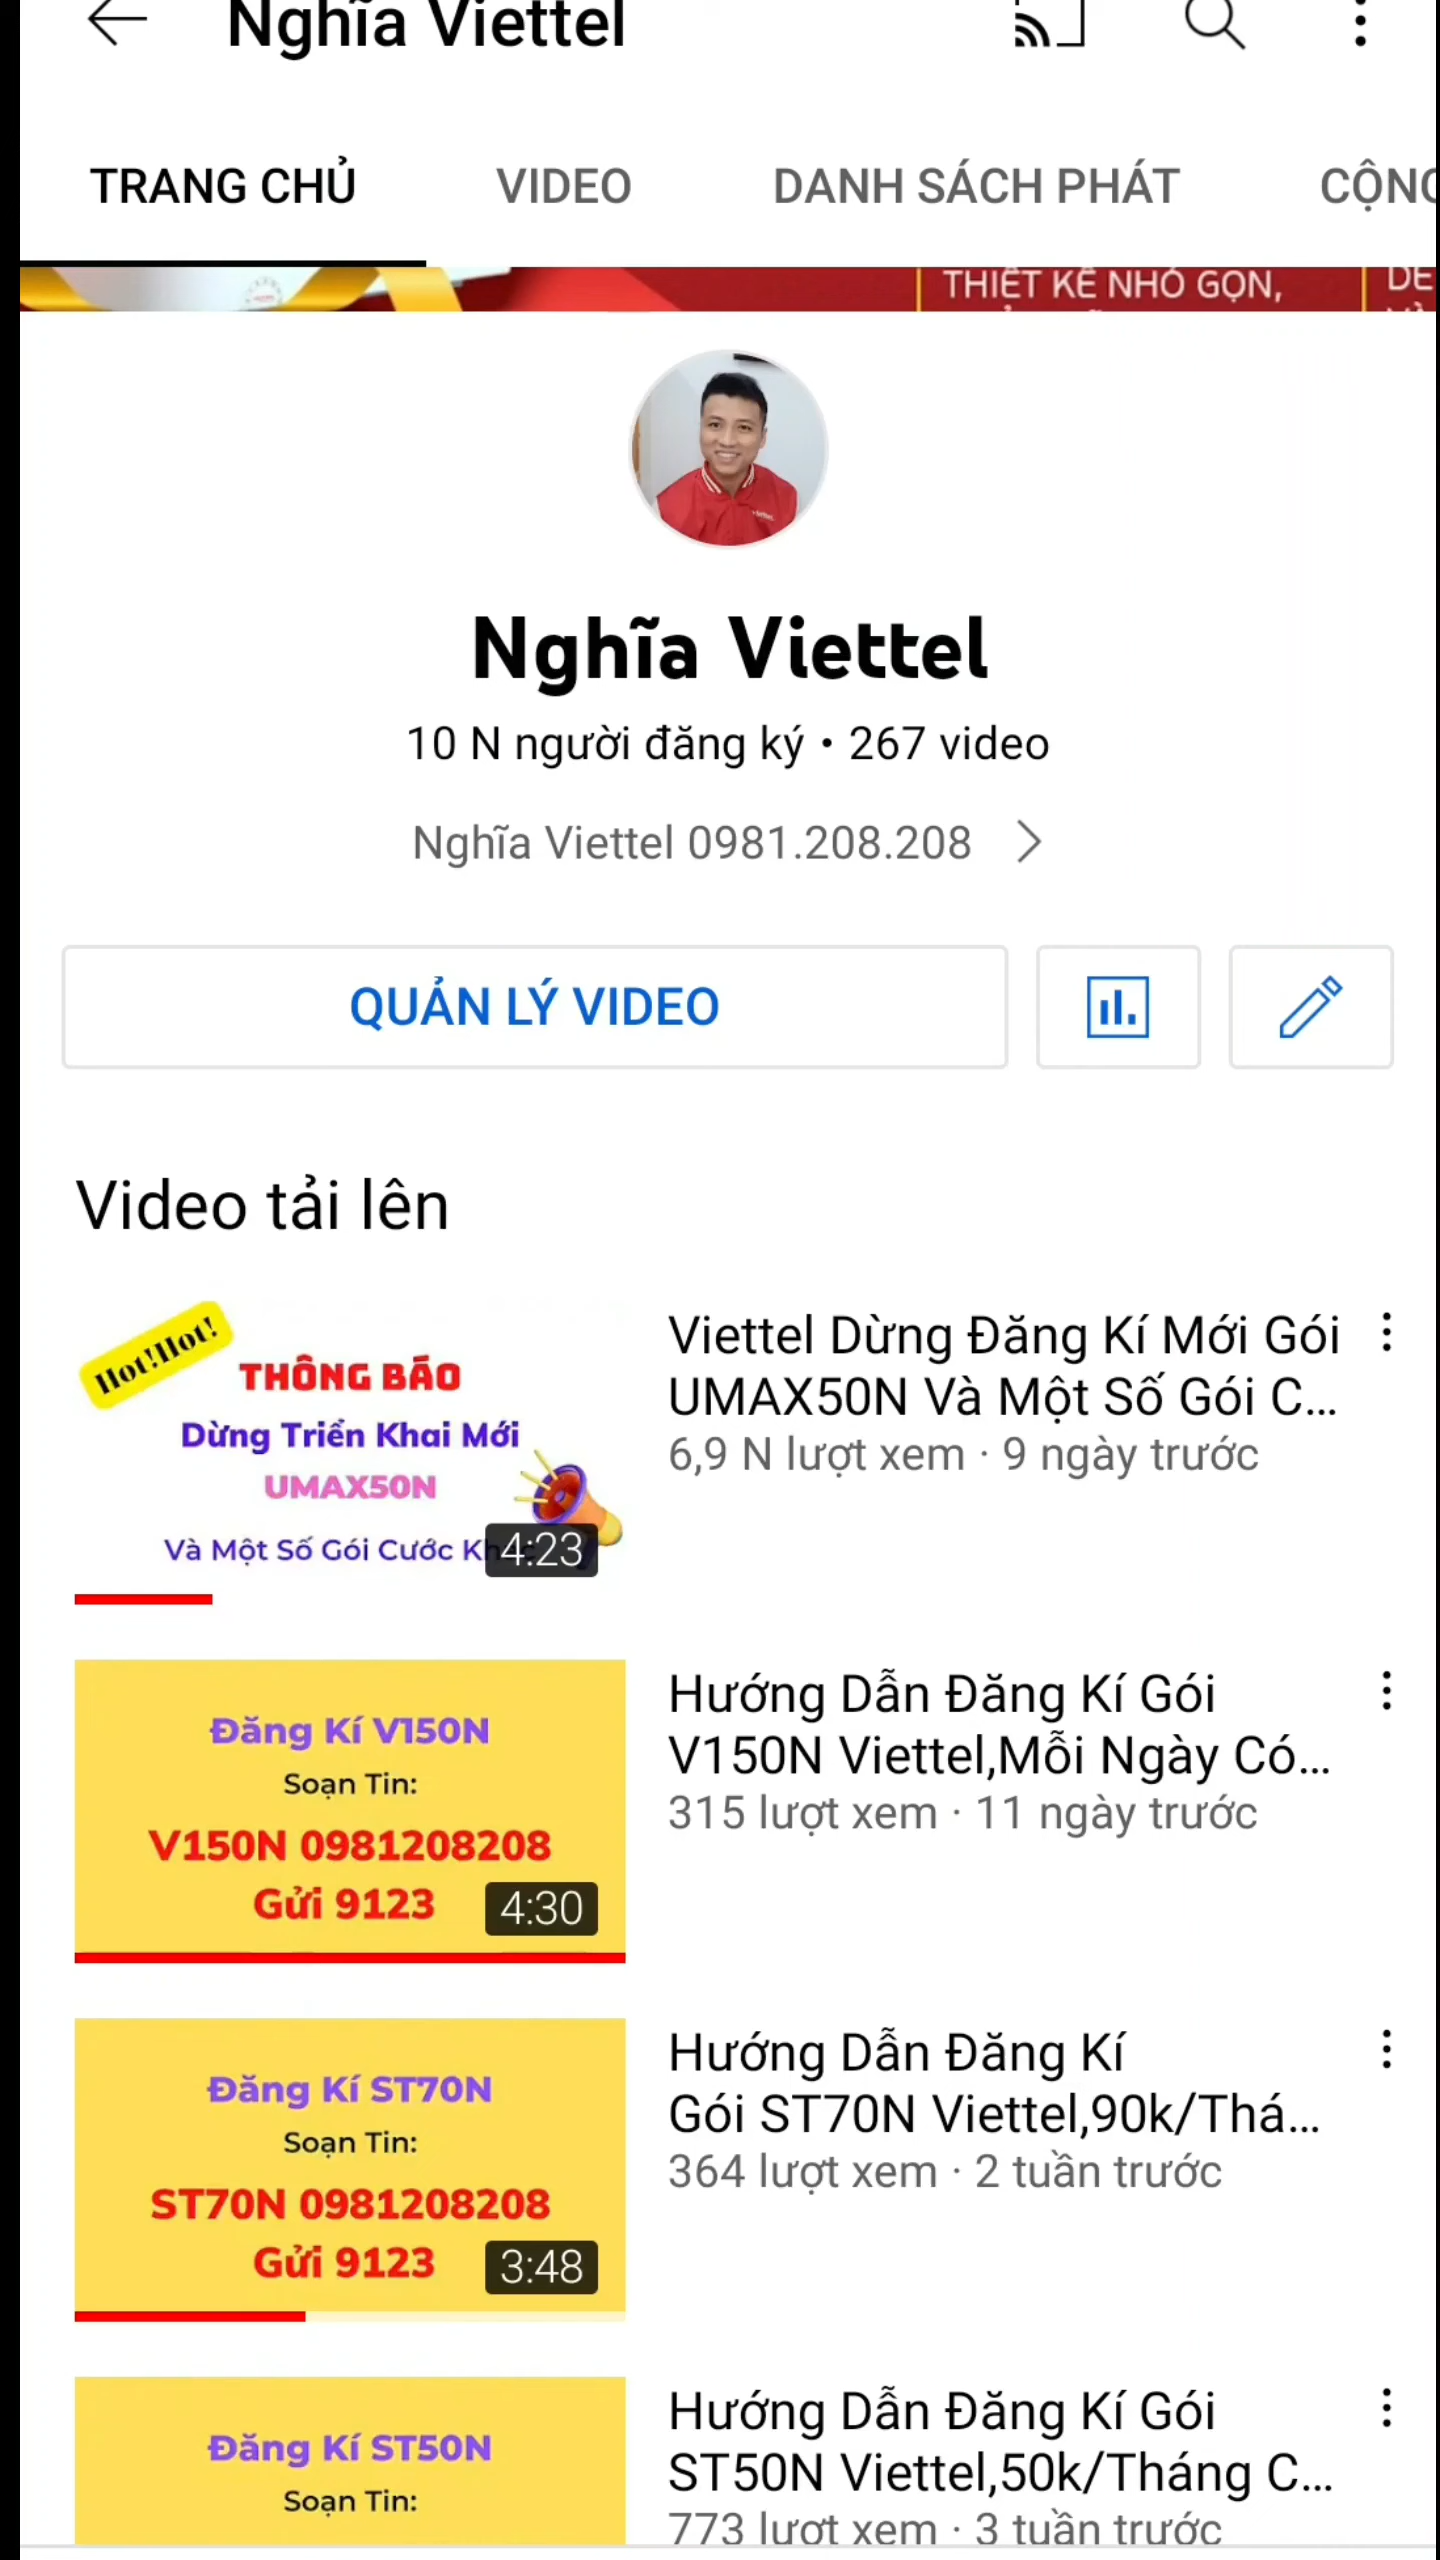 Nghĩa Viettel
TRANG CHỦ
VIDEO
DANH SÁCH PHÁT
THIẾT KẾ NHỎ GỌN,
Nghĩa Viettel
10 N người đăng ký • 267 video
Nghĩa Viettel 0981.208.208
QUẢN LÝ VIDEO
Video tải lên
Hot!Hot!
THÔNG BÁO
Dừng Triển Khai Mới
UMAX50N
Và Một Số Gói Cước
4:23
Viettel Dừng Đăng Kí Mới Gói
UMAX50N Và Một Số Gói C...
6,9 N lượt xem · 9 ngày trước
Đăng Kí V150N
Soạn Tin:
V150N 0981208208
Gửi 9123
4:30
Hướng Dẫn Đăng Kí Gói
V150N Viettel,Mỗi Ngày Có...
315 lượt xem · 11 ngày trước
Đăng Kí ST70N
Soạn Tin:
ST70N 0981208208
Gửi 9123
3:48
Hướng Dẫn Đăng Kí
Gói ST70N Viettel,90k/Thá...
364 lượt xem · 2 tuần trước
Đăng Kí ST50N
Soạn Tin:
Hướng Dẫn Đăng Kí Gói
ST50N Viettel,50k/Tháng C...
773 lượt xem · 3 tuần trước